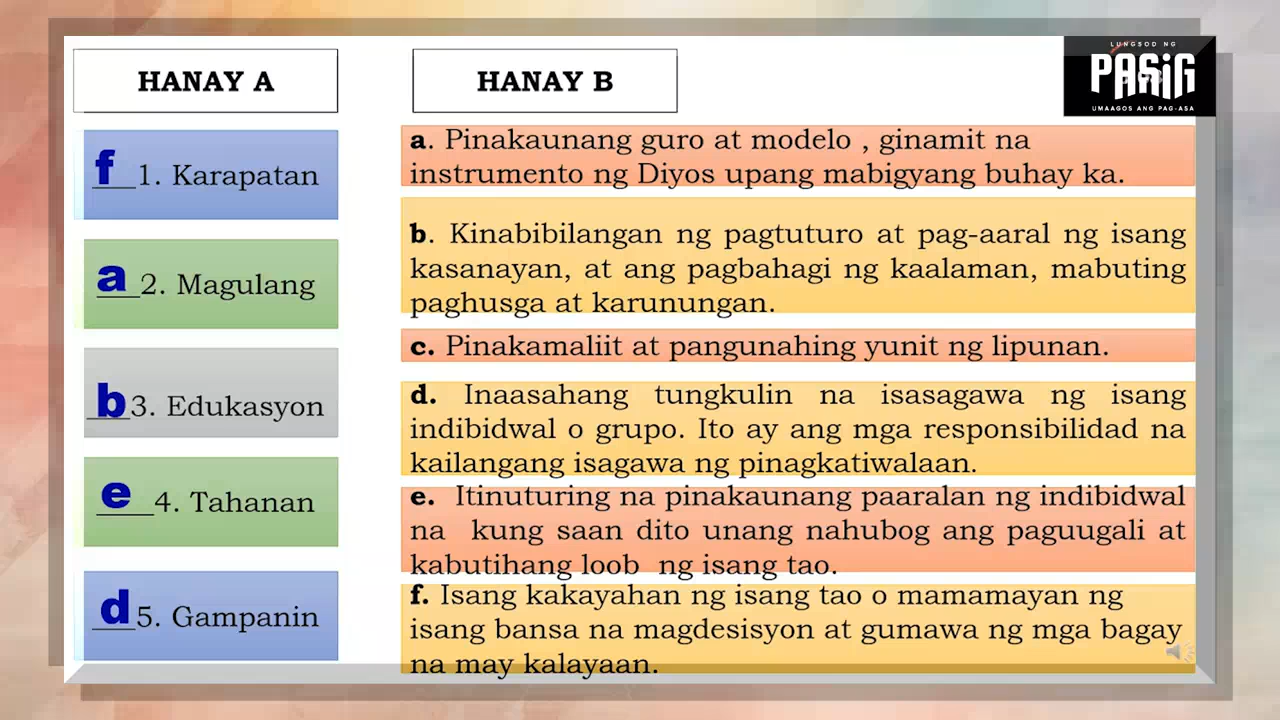 HANAY A
HANAY B
LUNGSOD NG
PASiG
UMAAGOS ANG PAG-ASA
f 1. Karapatan
a 2. Magulang
b 3. Edukasyon
e 4. Tahanan
d 5. Gampanin
a. Pinakaunang guro at modelo , ginamit na
instrumento ng Diyos upang mabigyang buhay ka.
b. Kinabibilangan ng pagtuturo at pag-aaral ng isang
kasanayan, at ang pagbahagi ng kaalaman, mabuting
paghusga at karunungan.
c. Pinakamaliit at pangunahing yunit ng lipunan.
d. Inaasahang tungkulin na isasagawa ng isang
indibidwal o grupo. Ito ay ang mga responsibilidad na
kailangang isagawa ng pinagkatiwalaan.
e. Itinuturing na pinakaunang paaralan ng indibidwal
na kung saan dito unang nahubog ang paguugali at
kabutihang loob ng isang tao.
f. Isang kakayahan ng isang tao o mamamayan ng
isang bansa na magdesisyon at gumawa ng mga bagay
na may kalayaan.